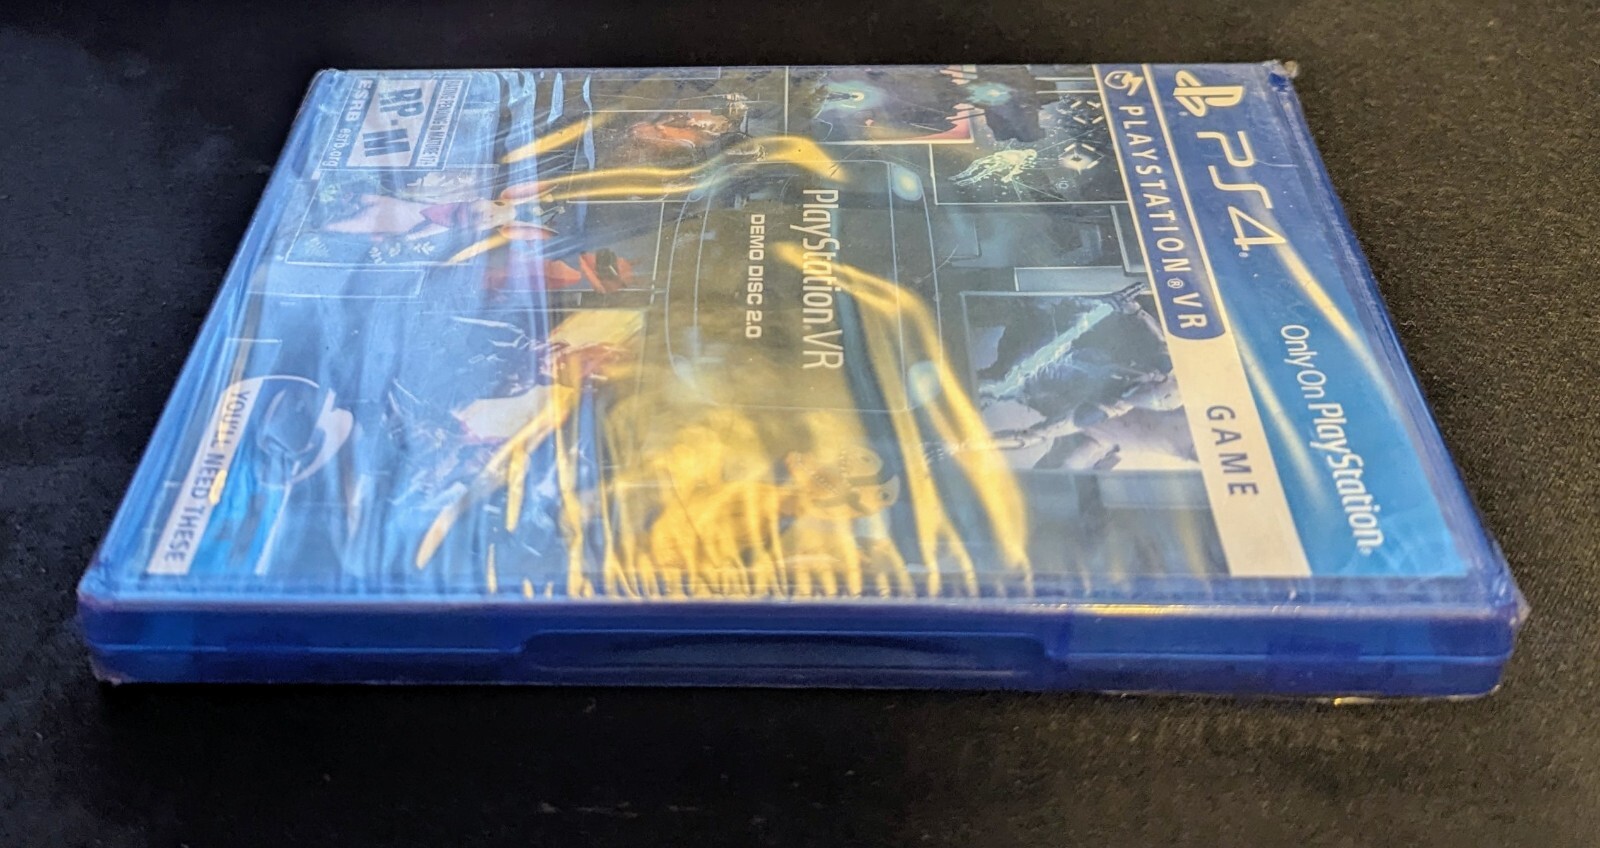 PS4
Only On PlayStation®
PLAYSTATION® VR
GAME
PlayStation.VR
DEMO DISC 2.0
RP-M
ESRB
esrb.org
YOU'LL NEED THESE